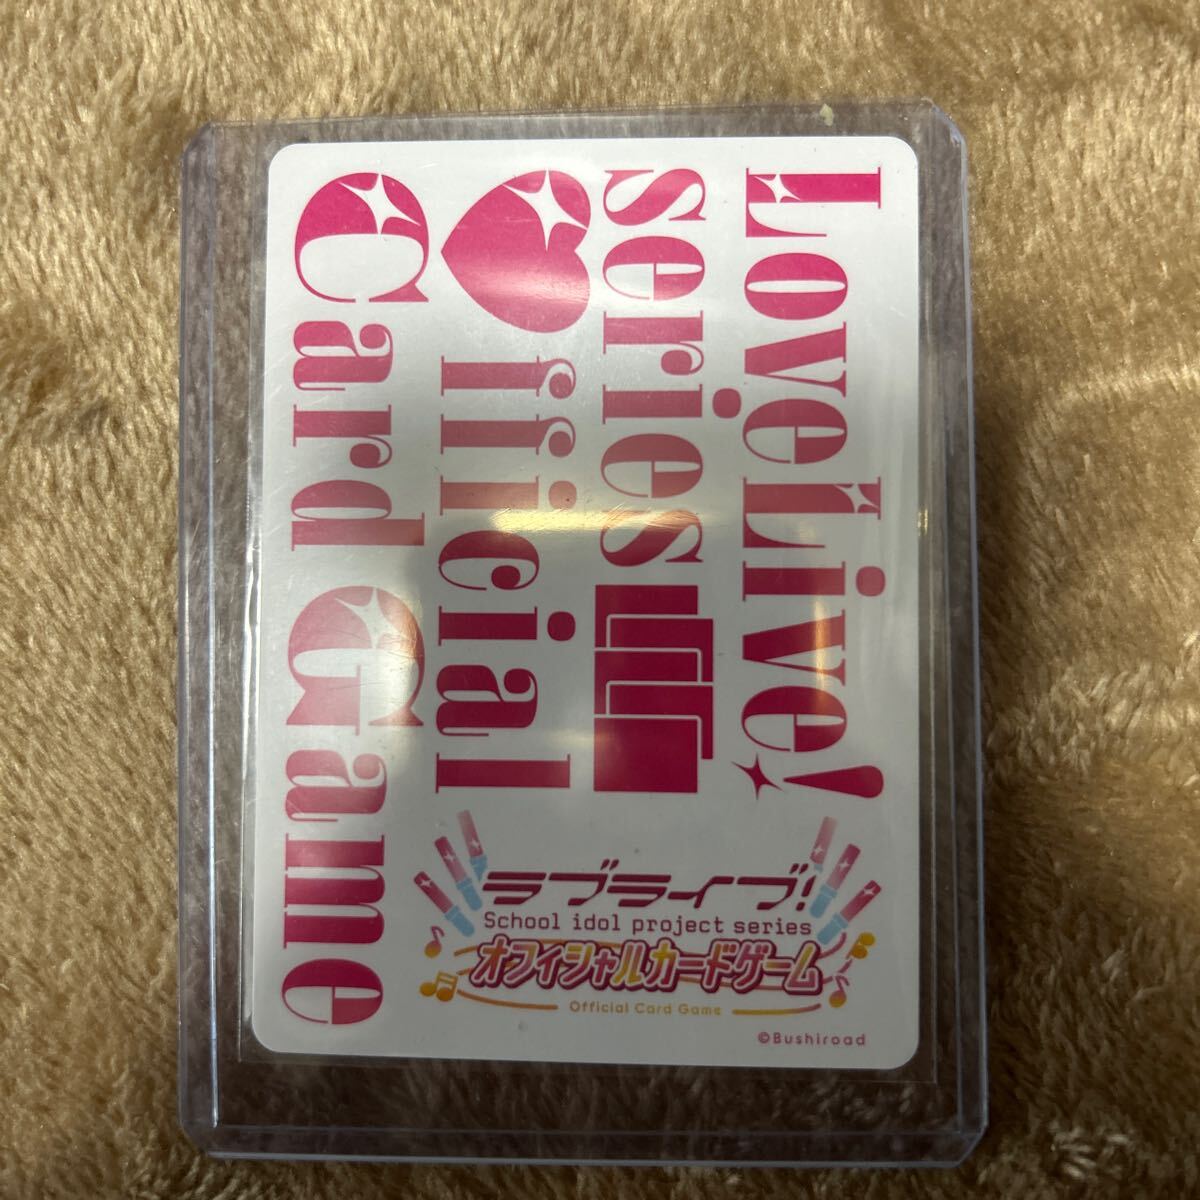 LoveLive!
series
Official
Card Game
ラブライブ!
School idol project series
オフィシャルカードゲーム
Official Card Game
©Bushiroad